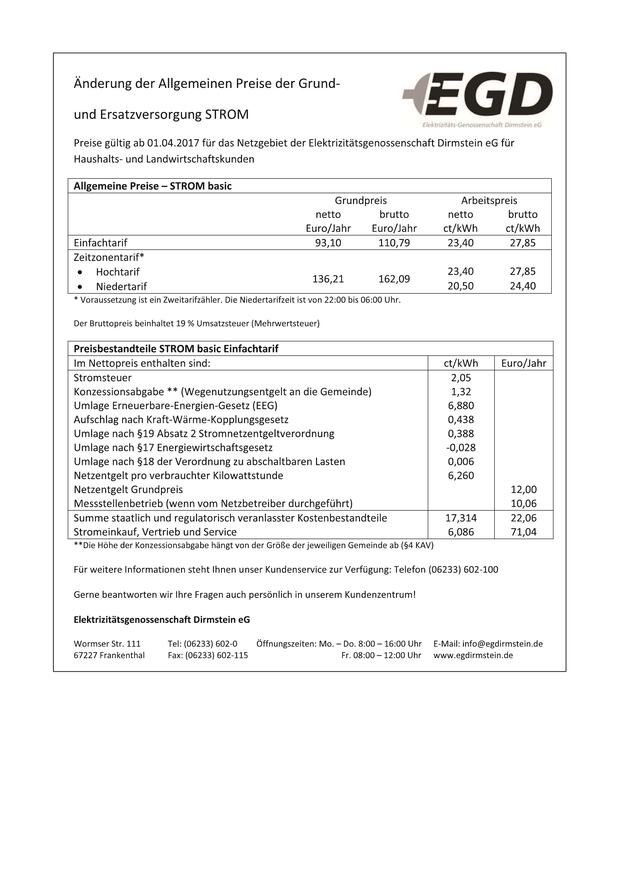 Änderung der Allgemeinen Preise der Grund-
und Ersatzversorgung STROM
EGD
Elektrizitäts-Genossenschaft Dirmstein eG
Preise gültig ab 01.04.2017 für das Netzgebiet der Elektrizitätsgenossenschaft Dirmstein eG für
Haushalts- und Landwirtschaftskunden
Allgemeine Preise – STROM basic
Grundpreis Arbeitspreis
netto brutto netto brutto
Euro/Jahr Euro/Jahr ct/kWh ct/kWh
Einfachtarif 93,10 110,79 23,40 27,85
Zeitzonentarif*
• Hochtarif 23,40 27,85
136,21 162,09
• Niedertarif 20,50 24,40
* Voraussetzung ist ein Zweitarifzähler. Die Niedertarifzeit ist von 22:00 bis 06:00 Uhr.
Der Bruttopreis beinhaltet 19 % Umsatzsteuer (Mehrwertsteuer)
Preisbestandteile STROM basic Einfachtarif
Im Nettopreis enthalten sind: ct/kWh Euro/Jahr
Stromsteuer 2,05
Konzessionsabgabe ** (Wegenutzungsentgelt an die Gemeinde) 1,32
Umlage Erneuerbare-Energien-Gesetz (EEG) 6,880
Aufschlag nach Kraft-Wärme-Kopplungsgesetz 0,438
Umlage nach §19 Absatz 2 Stromnetzentgeltverordnung 0,388
Umlage nach §17 Energiewirtschaftsgesetz -0,028
Umlage nach §18 der Verordnung zu abschaltbaren Lasten 0,006
Netzentgelt pro verbrauchter Kilowattstunde 6,260
Netzentgelt Grundpreis 12,00
Messstellenbetrieb (wenn vom Netzbetreiber durchgeführt) 10,06
Summe staatlich und regulatorisch veranlasster Kostenbestandteile 17,314 22,06
Stromeinkauf, Vertrieb und Service 6,086 71,04
**Die Höhe der Konzessionsabgabe hängt von der Größe der jeweiligen Gemeinde ab (§4 KAV)
Für weitere Informationen steht Ihnen unser Kundenservice zur Verfügung: Telefon (06233) 602-100
Gerne beantworten wir Ihre Fragen auch persönlich in unserem Kundenzentrum!
Elektrizitätsgenossenschaft Dirmstein eG
Wormser Str. 111 Tel: (06233) 602-0 Öffnungszeiten: Mo. – Do. 8:00 – 16:00 Uhr E-Mail: info@egdirmstein.de
67227 Frankenthal Fax: (06233) 602-115 Fr. 08:00 – 12:00 Uhr www.egdirmstein.de